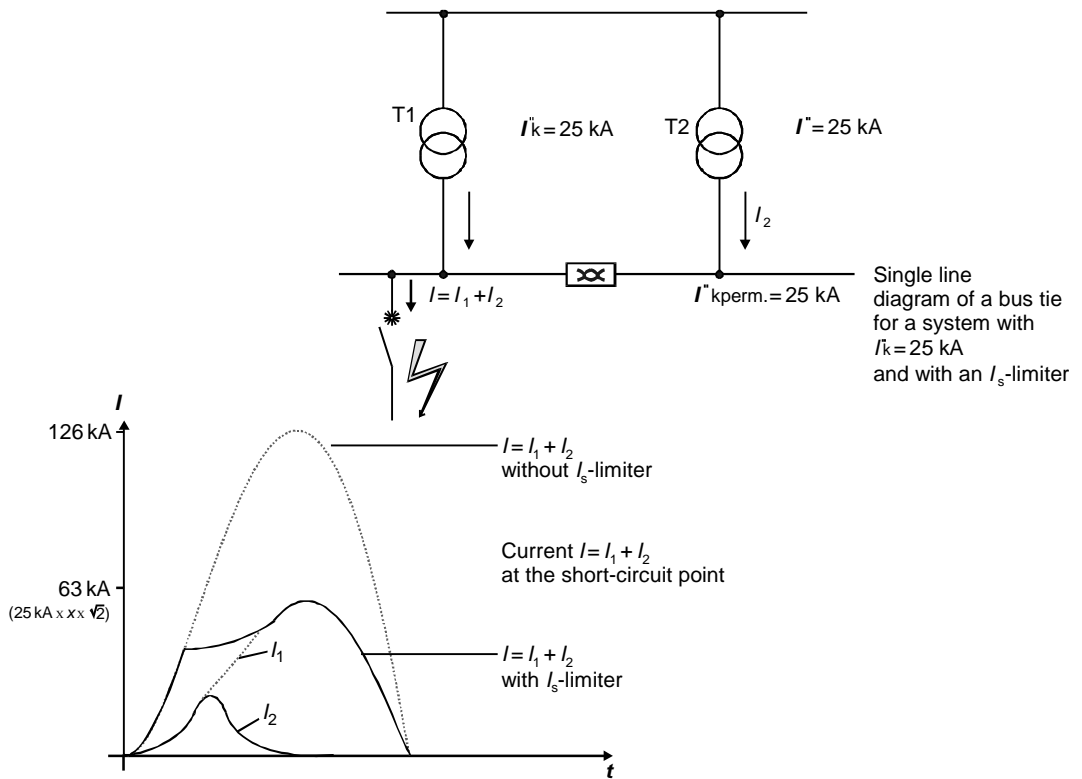 T1
I"k = 25 kA
T2
I" = 25 kA
I2
I = I1 + I2
I" kperm. = 25 kA
Single line
diagram of a bus tie
for a system with
I"k = 25 kA
and with an Is-limiter
I
126 kA
I = I1 + I2
without Is-limiter
Current I = I1 + I2
at the short-circuit point
63 kA
(25 kA x x x √2)
I1
I = I1 + I2
with Is-limiter
I2
t